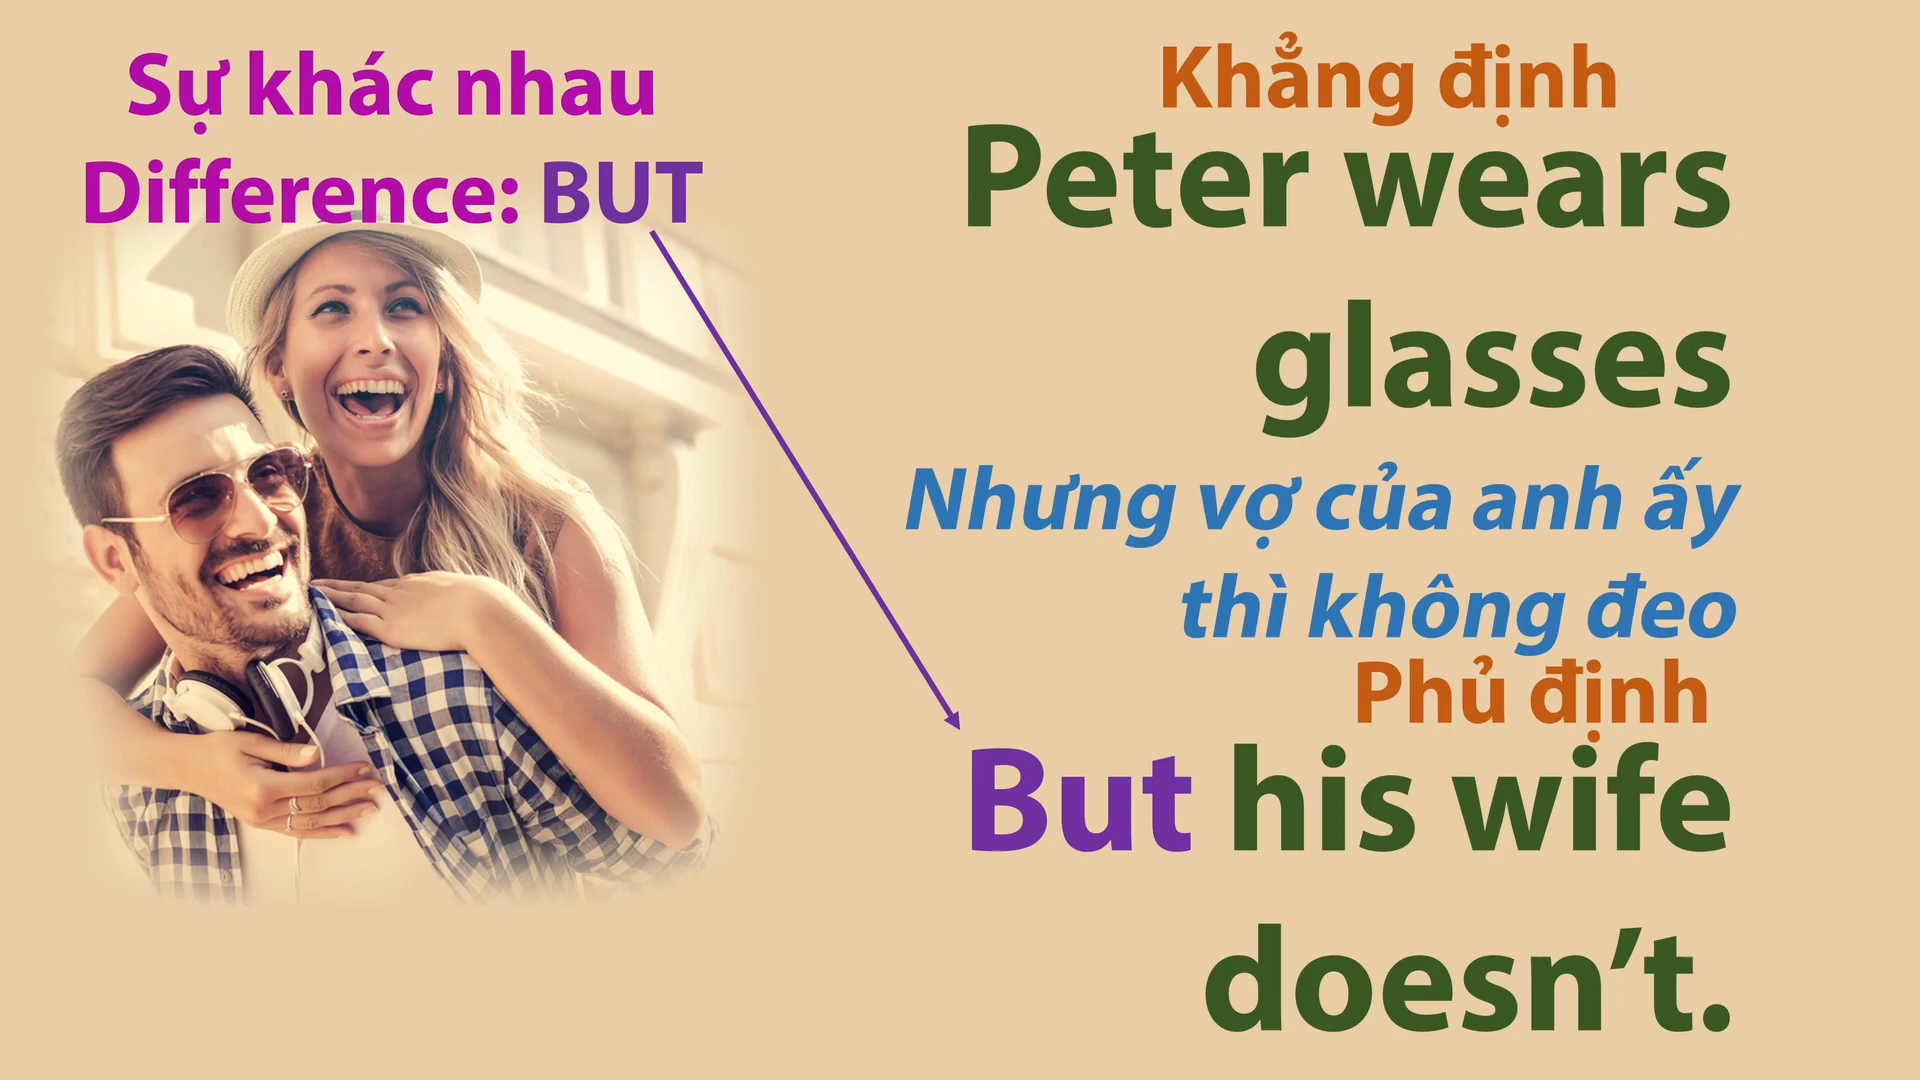 Sự khác nhau
Difference: BUT
Khẳng định
Peter wears
glasses
Nhưng vợ của anh ấy
thì không đeo
Phủ định
But his wife
doesn’t.